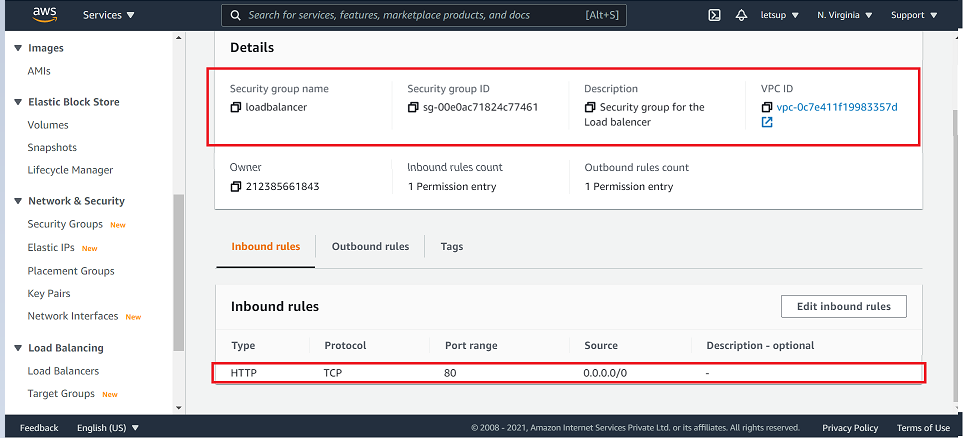 aws Services ▼ Search for services, features, marketplace products, and docs [Alt+S] letsup ▼ N. Virginia ▼ Support ▼
Images
AMIs
Elastic Block Store
Volumes
Snapshots
Lifecycle Manager
Network & Security
Security Groups New
Elastic IPs New
Placement Groups
Key Pairs
Network Interfaces New
Load Balancing
Load Balancers
Target Groups New
Details
Security group name
loadbalancer
Security group ID
sg-00e0ac71824c77461
Description
Security group for the
Load balencer
VPC ID
vpc-0c7e411f19983357d
Owner
212385661843
Inbound rules count
1 Permission entry
Outbound rules count
1 Permission entry
Inbound rules Outbound rules Tags
Inbound rules Edit inbound rules
Type Protocol Port range Source Description - optional
HTTP TCP 80 0.0.0.0/0 -
Feedback English (US) ▼ © 2008 - 2021, Amazon Internet Services Private Ltd. or its affiliates. All rights reserved. Privacy Policy Terms of Use